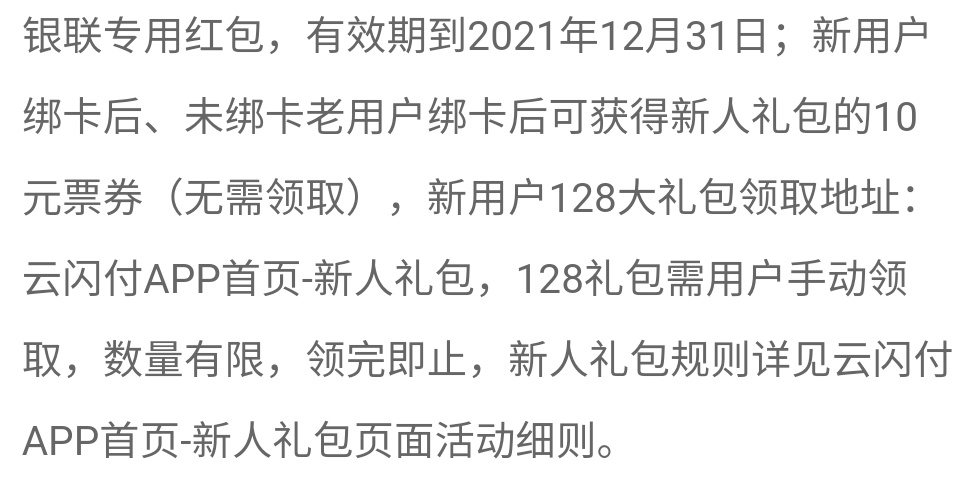 银联专用红包，有效期到2021年12月31日；新用户
绑卡后、未绑卡老用户绑卡后可获得新人礼包的10
元票券（无需领取），新用户128大礼包领取地址：
云闪付APP首页-新人礼包，128礼包需用户手动领
取，数量有限，领完即止，新人礼包规则详见云闪付
APP首页-新人礼包页面活动细则。